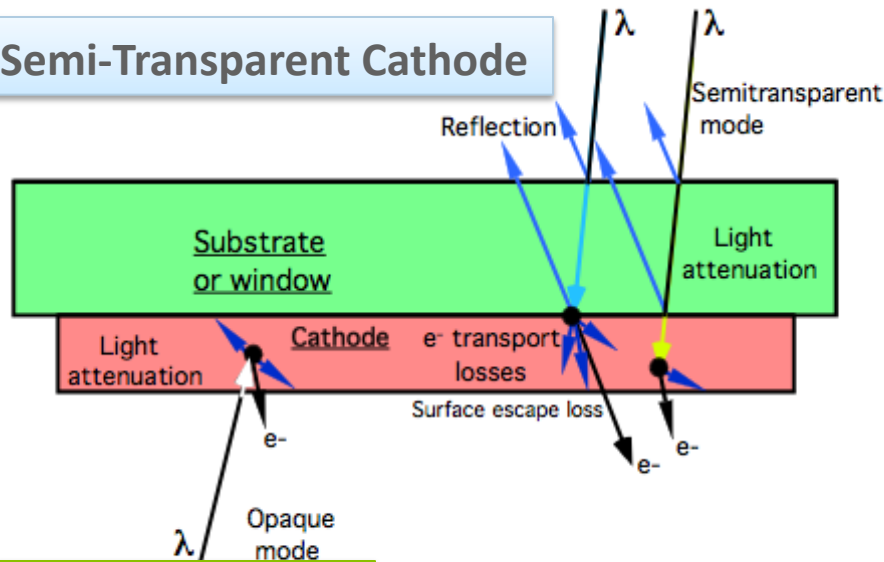 Semi-Transparent Cathode
λ
λ
Semitransparent
mode
Reflection
Substrate
or window
Light
attenuation
Light
attenuation
Cathode
e- transport
losses
Surface escape loss
e-
e-
e-
λ
Opaque
mode